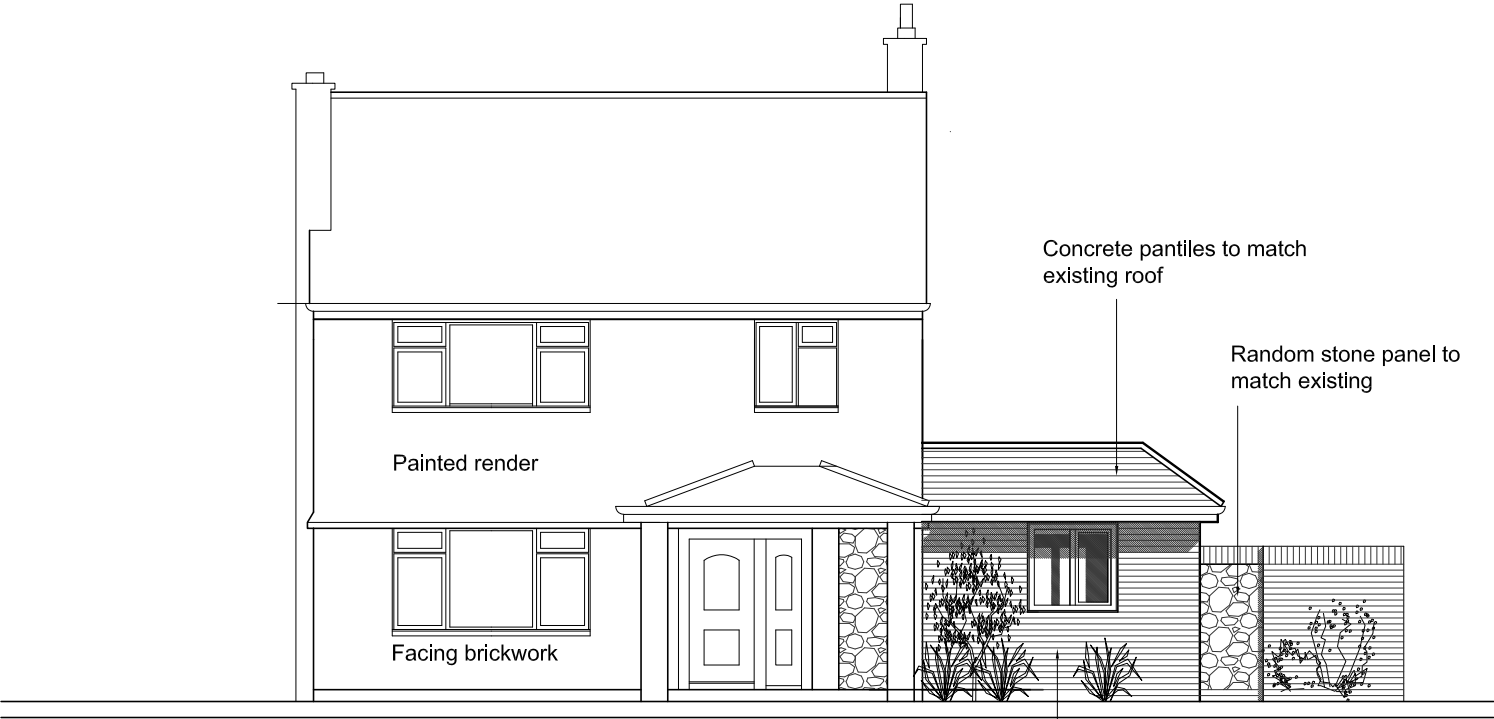 Concrete pantiles to match
existing roof
Random stone panel to
match existing
Painted render
Facing brickwork